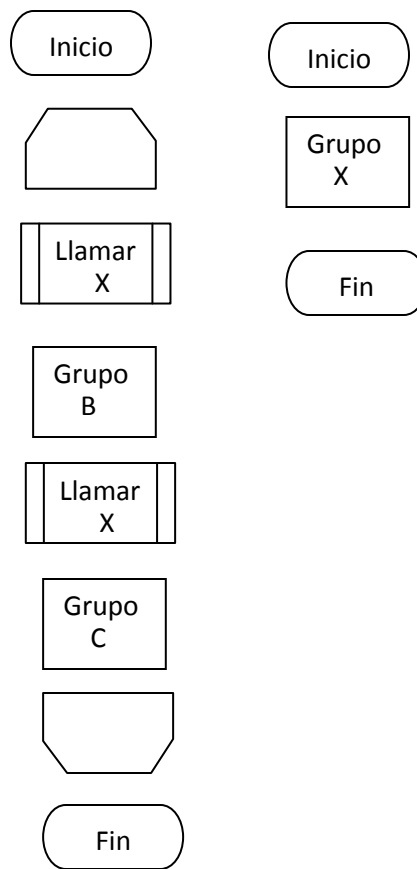 Inicio
Llamar
X
Grupo
B
Llamar
X
Grupo
C
Fin
Inicio
Grupo
X
Fin